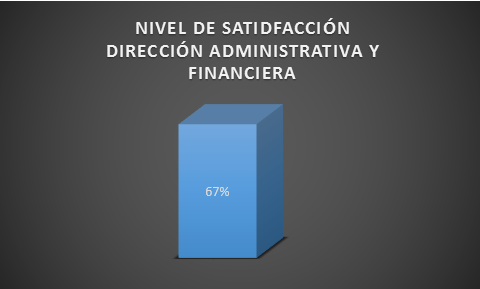 NIVEL DE SATIDFACCIÓN
DIRECCIÓN ADMINISTRATIVA Y
FINANCIERA
67%